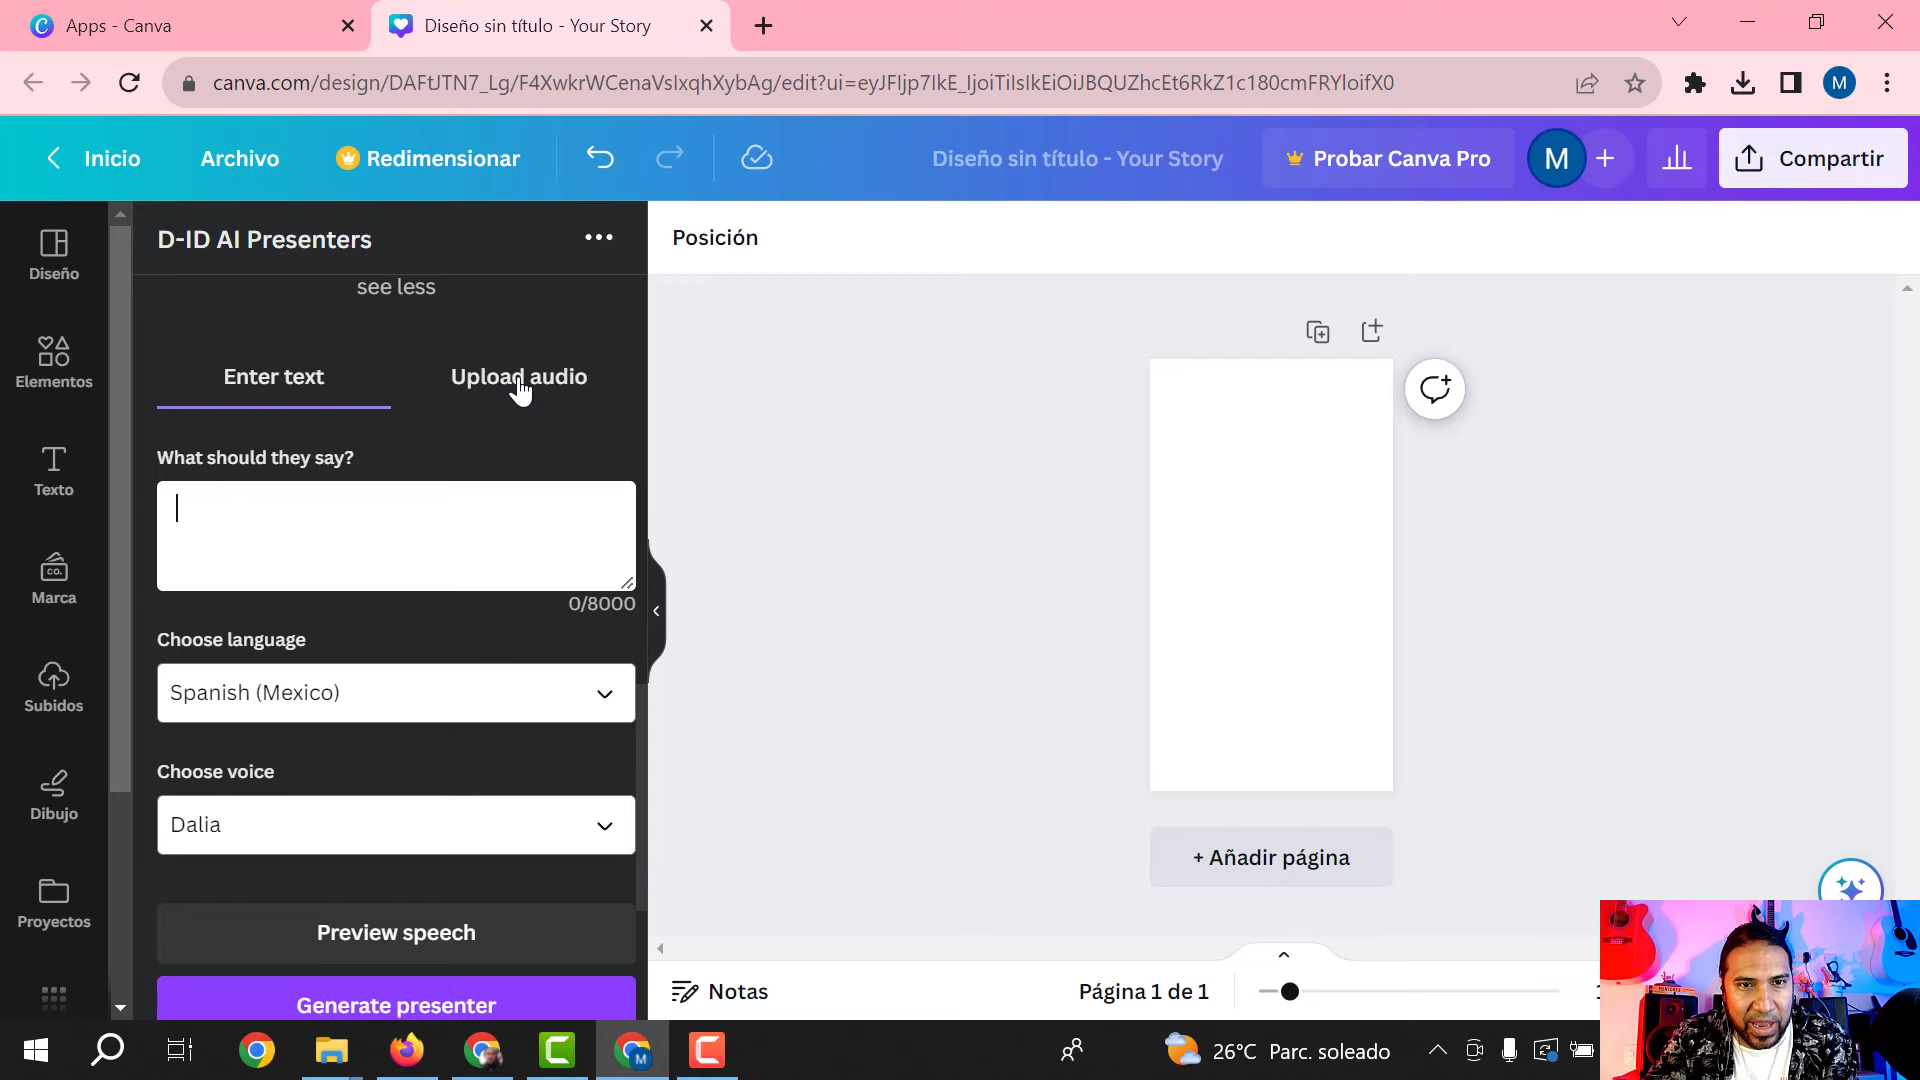 Apps - Canva
Diseño sin título - Your Story
canva.com/design/DAFtJTN7_Lg/F4XwkrWCenaVsIxqhXybAg/edit?ui=eyJFIjp7IkE_IjoiTiIsIkEiOiJBQUZhcEt6RkZ1c180cmFRYloifX0
M
Inicio
Archivo
Redimensionar
Diseño sin título - Your Story
Probar Canva Pro
M
Compartir
Diseño
Elementos
Texto
CO.
Marca
Subidos
Dibujo
Proyectos
D-ID AI Presenters
see less
Enter text
Upload audio
What should they say?
0/8000
Choose language
Spanish (Mexico)
Choose voice
Dalia
Preview speech
Generate presenter
Posición
+ Añadir página
Notas
Página 1 de 1
26°C Parc. soleado